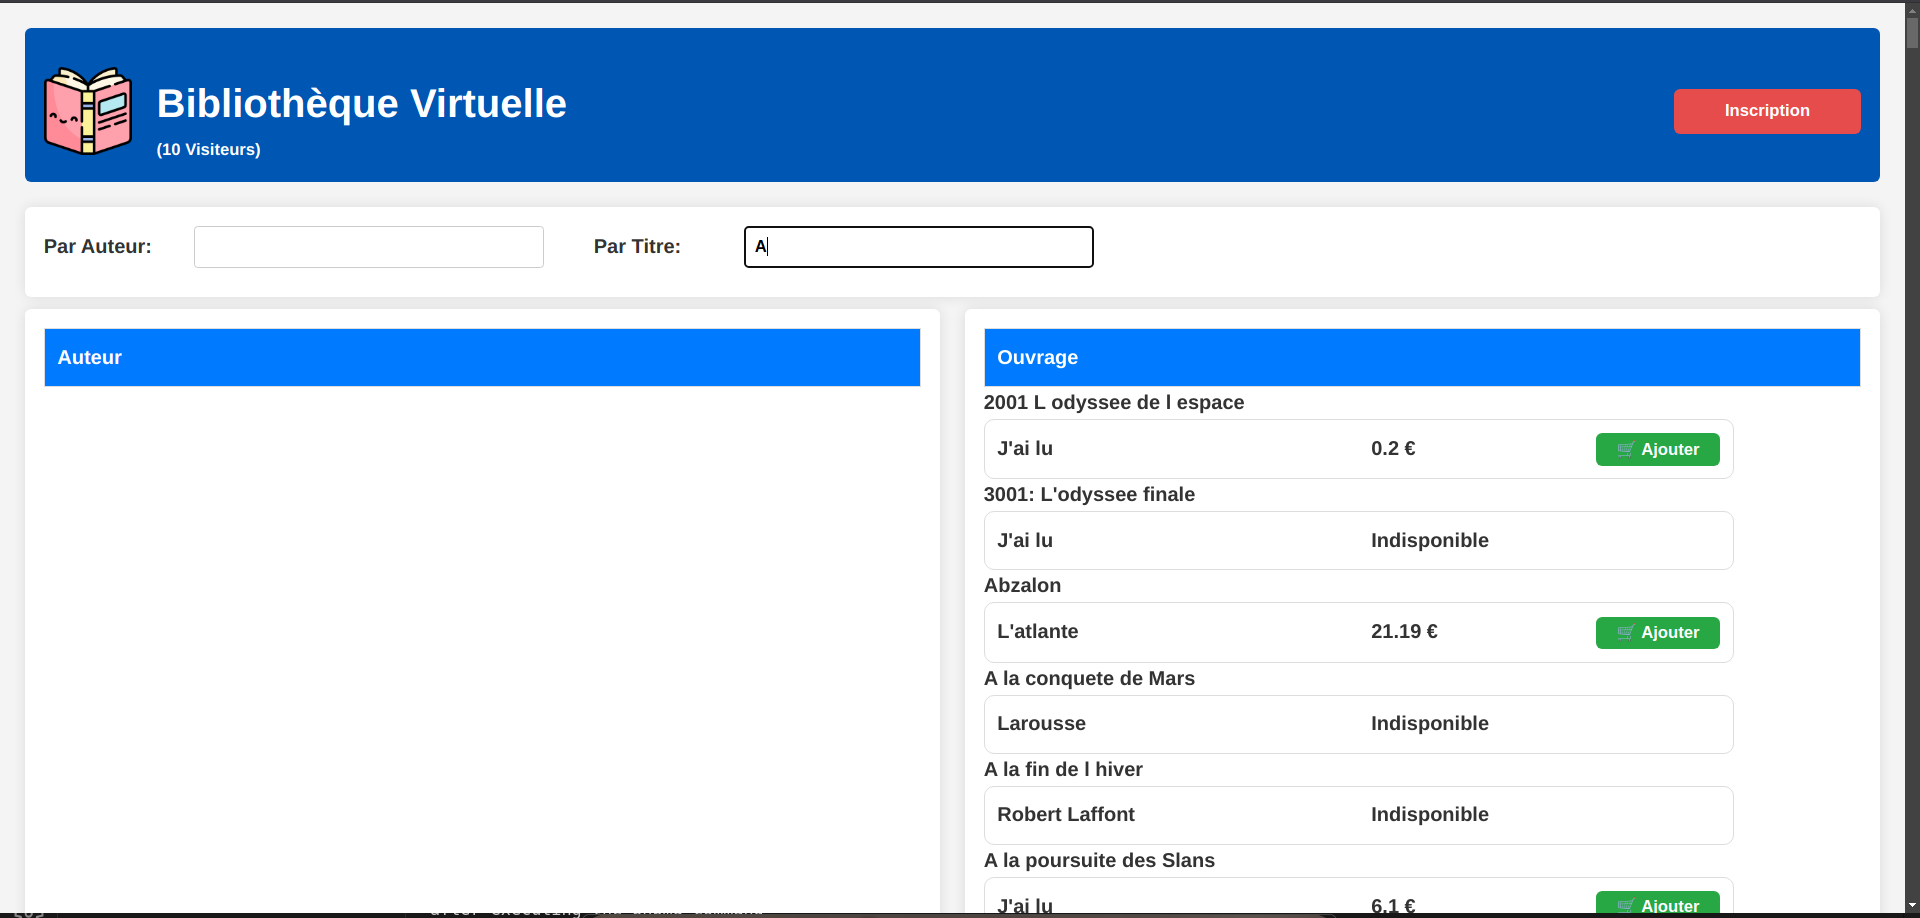 Bibliothèque Virtuelle
(10 Visiteurs)
Inscription
Par Auteur:
Par Titre:
A
Auteur
Ouvrage
2001 L odyssee de l espace
J'ai lu 0.2 € 🛒 Ajouter
3001: L'odyssee finale
J'ai lu Indisponible
Abzalon
L'atlante 21.19 € 🛒 Ajouter
A la conquete de Mars
Larousse Indisponible
A la fin de l hiver
Robert Laffont Indisponible
A la poursuite des Slans
J'ai lu 6.1 € 🛒 Ajouter